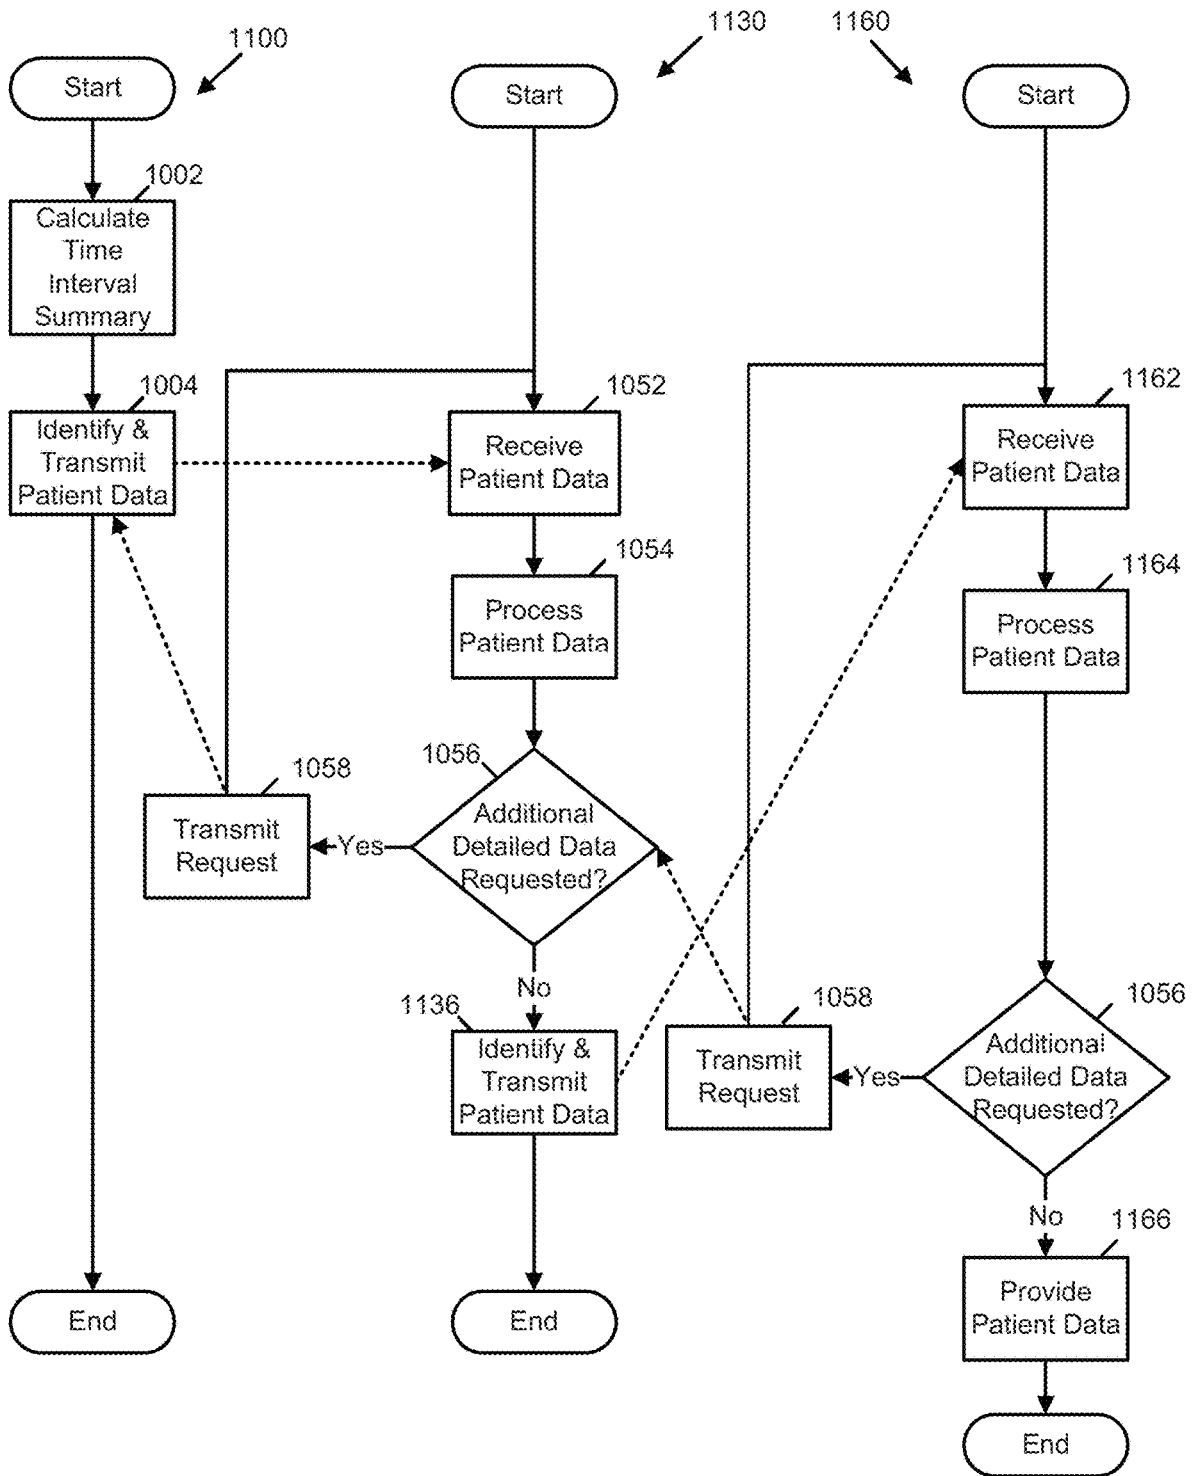 1100
Start
1002
Calculate
Time
Interval
Summary
1004
Identify &
Transmit
Patient Data
End
1130
Start
1052
Receive
Patient Data
1054
Process
Patient Data
1056
Additional
Detailed Data
Requested?
Yes
1058
Transmit
Request
No
1136
Identify &
Transmit
Patient Data
End
1160
Start
1162
Receive
Patient Data
1164
Process
Patient Data
1056
Additional
Detailed Data
Requested?
Yes
1058
Transmit
Request
No
1166
Provide
Patient Data
End